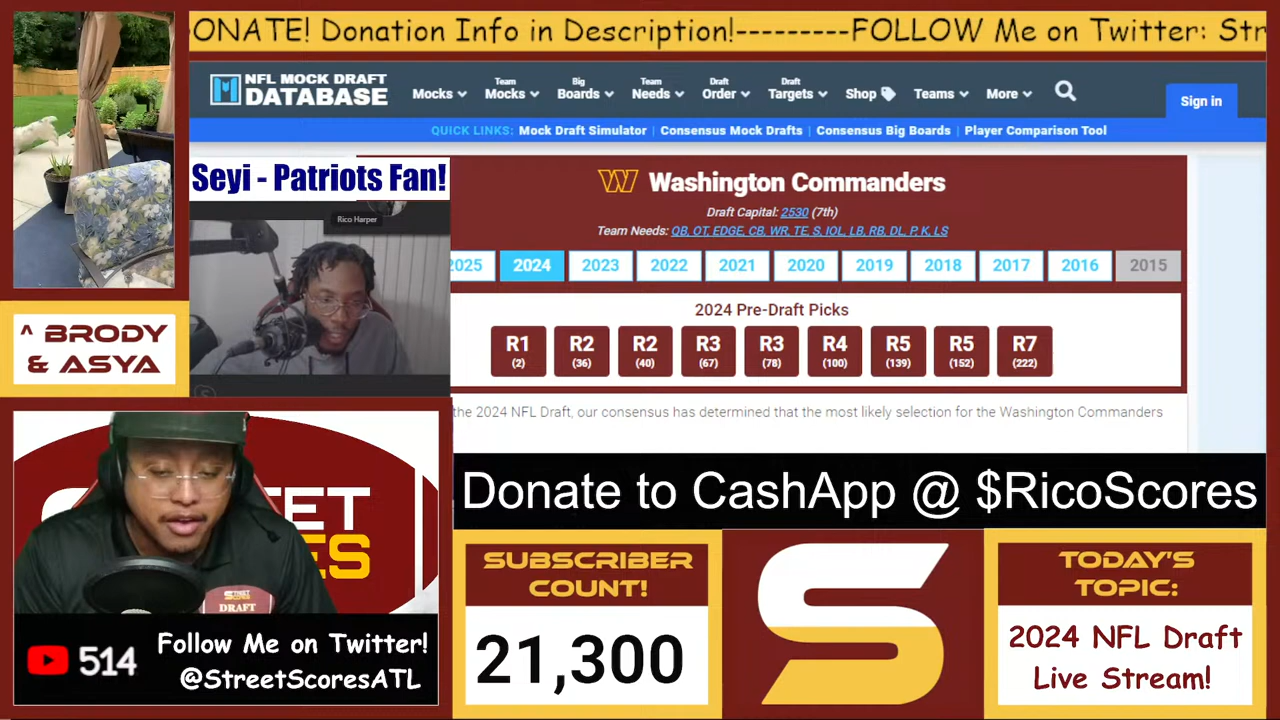 ONATE! Donation Info in Description!---------FOLLOW Me on Twitter: Str
NFL MOCK DRAFT
DATABASE
Mocks
Team
Mocks
Big
Boards
Team
Needs
Draft
Order
Draft
Targets
Shop
Teams
More
Sign in
QUICK LINKS: Mock Draft Simulator | Consensus Mock Drafts | Consensus Big Boards | Player Comparison Tool
Seyi - Patriots Fan!
Rico Harper
W Washington Commanders
Draft Capital: 2530 (7th)
Team Needs: QB, OT, EDGE, CB, WR, TE, S, IOL, LB, RB, DL, P, K, LS
2025 2024 2023 2022 2021 2020 2019 2018 2017 2016 2015
2024 Pre-Draft Picks
R1 R2 R2 R3 R3 R4 R5 R5 R7
(2) (36) (40) (67) (78) (100) (139) (152) (222)
the 2024 NFL Draft, our consensus has determined that the most likely selection for the Washington Commanders
^ BRODY
& ASYA
Donate to CashApp @ $RicoScores
S
EET
ES
STREET
SCORES
DRAFT
514
Follow Me on Twitter!
@StreetScoresATL
SUBSCRIBER
COUNT!
21,300
S
TODAY'S
TOPIC:
2024 NFL Draft
Live Stream!